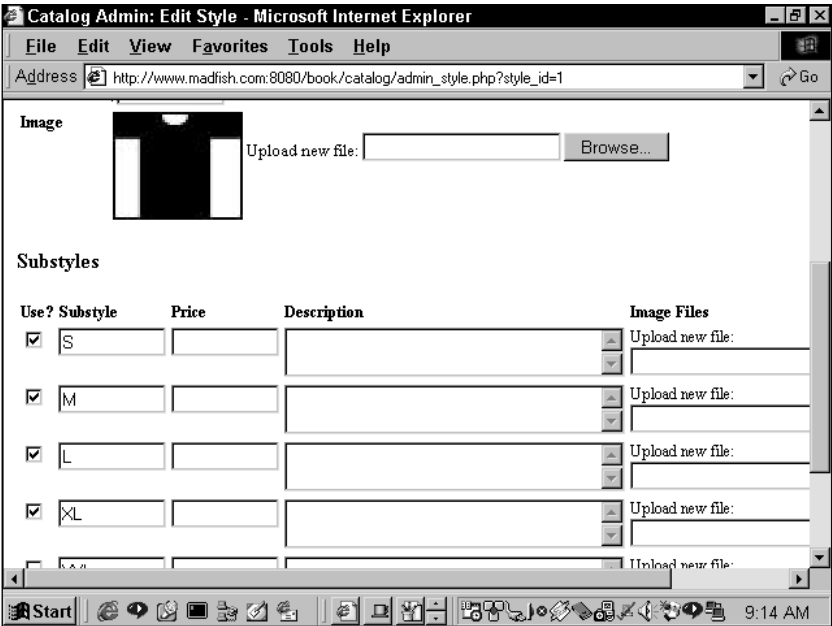 Catalog Admin: Edit Style - Microsoft Internet Explorer
File Edit View Favorites Tools Help
Address http://www.madfish.com:8080/book/catalog/admin_style.php?style_id=1 Go
Image
Upload new file: Browse...
Substyles
Use? Substyle Price Description Image Files
Upload new file:
S
Upload new file:
M
Upload new file:
L
Upload new file:
XL
Upload new file:
Start 9:14 AM